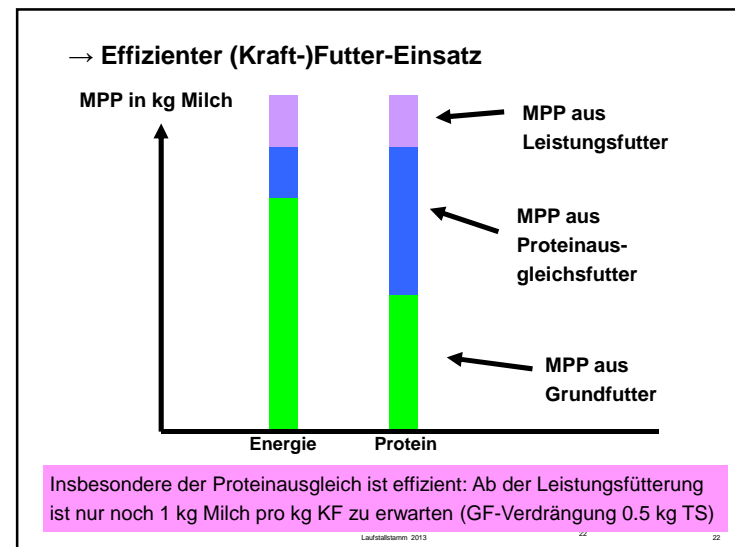 → Effizienter (Kraft-)Futter-Einsatz
MPP in kg Milch
MPP aus
Leistungsfutter
MPP aus
Proteinaus-
gleichsfutter
MPP aus
Grundfutter
Energie
Protein
Insbesondere der Proteinausgleich ist effizient: Ab der Leistungsfütterung
ist nur noch 1 kg Milch pro kg KF zu erwarten (GF-Verdrängung 0.5 kg TS)
Laufstallstamm 2013
22
22